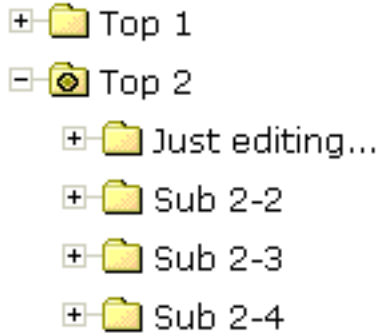 Top 1
Top 2
Just editing...
Sub 2-2
Sub 2-3
Sub 2-4